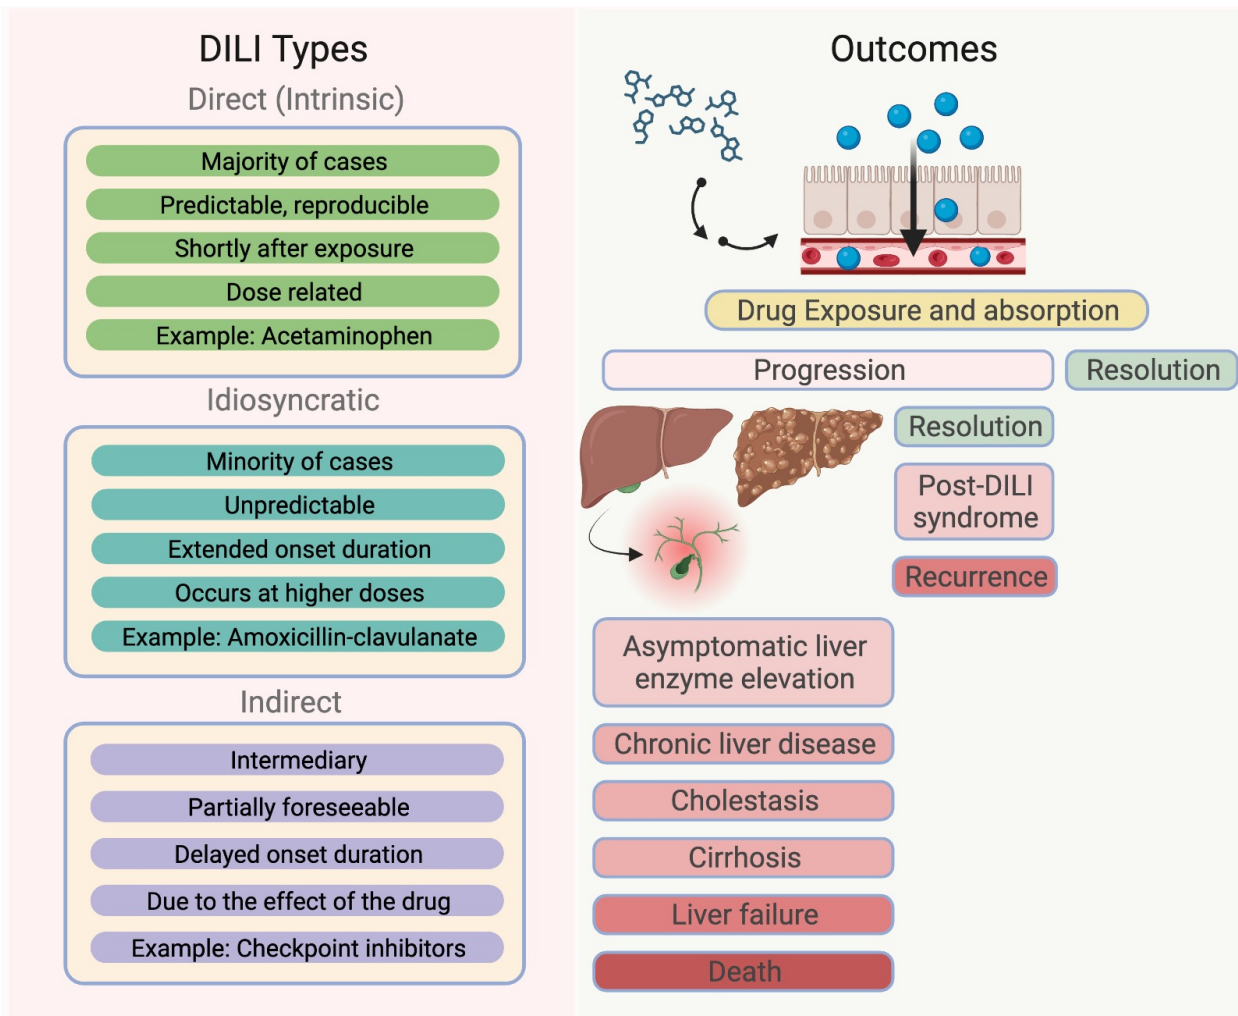 DILI Types
Direct (Intrinsic)
Majority of cases
Predictable, reproducible
Shortly after exposure
Dose related
Example: Acetaminophen
Idiosyncratic
Minority of cases
Unpredictable
Extended onset duration
Occurs at higher doses
Example: Amoxicillin-clavulanate
Indirect
Intermediary
Partially foreseeable
Delayed onset duration
Due to the effect of the drug
Example: Checkpoint inhibitors
Outcomes
Drug Exposure and absorption
Progression
Resolution
Resolution
Post-DILI
syndrome
Recurrence
Asymptomatic liver
enzyme elevation
Chronic liver disease
Cholestasis
Cirrhosis
Liver failure
Death